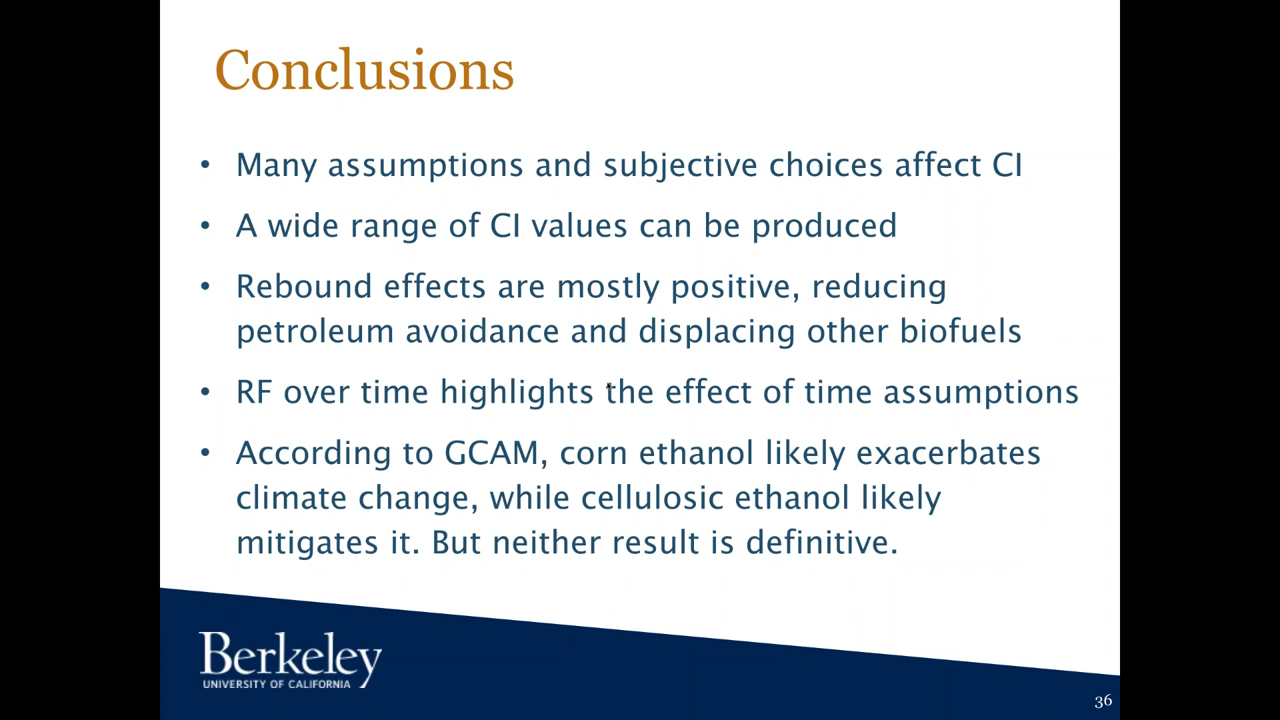 Conclusions
• Many assumptions and subjective choices affect CI
• A wide range of CI values can be produced
• Rebound effects are mostly positive, reducing
petroleum avoidance and displacing other biofuels
• RF over time highlights the effect of time assumptions
• According to GCAM, corn ethanol likely exacerbates
climate change, while cellulosic ethanol likely
mitigates it. But neither result is definitive.
Berkeley
UNIVERSITY OF CALIFORNIA
36